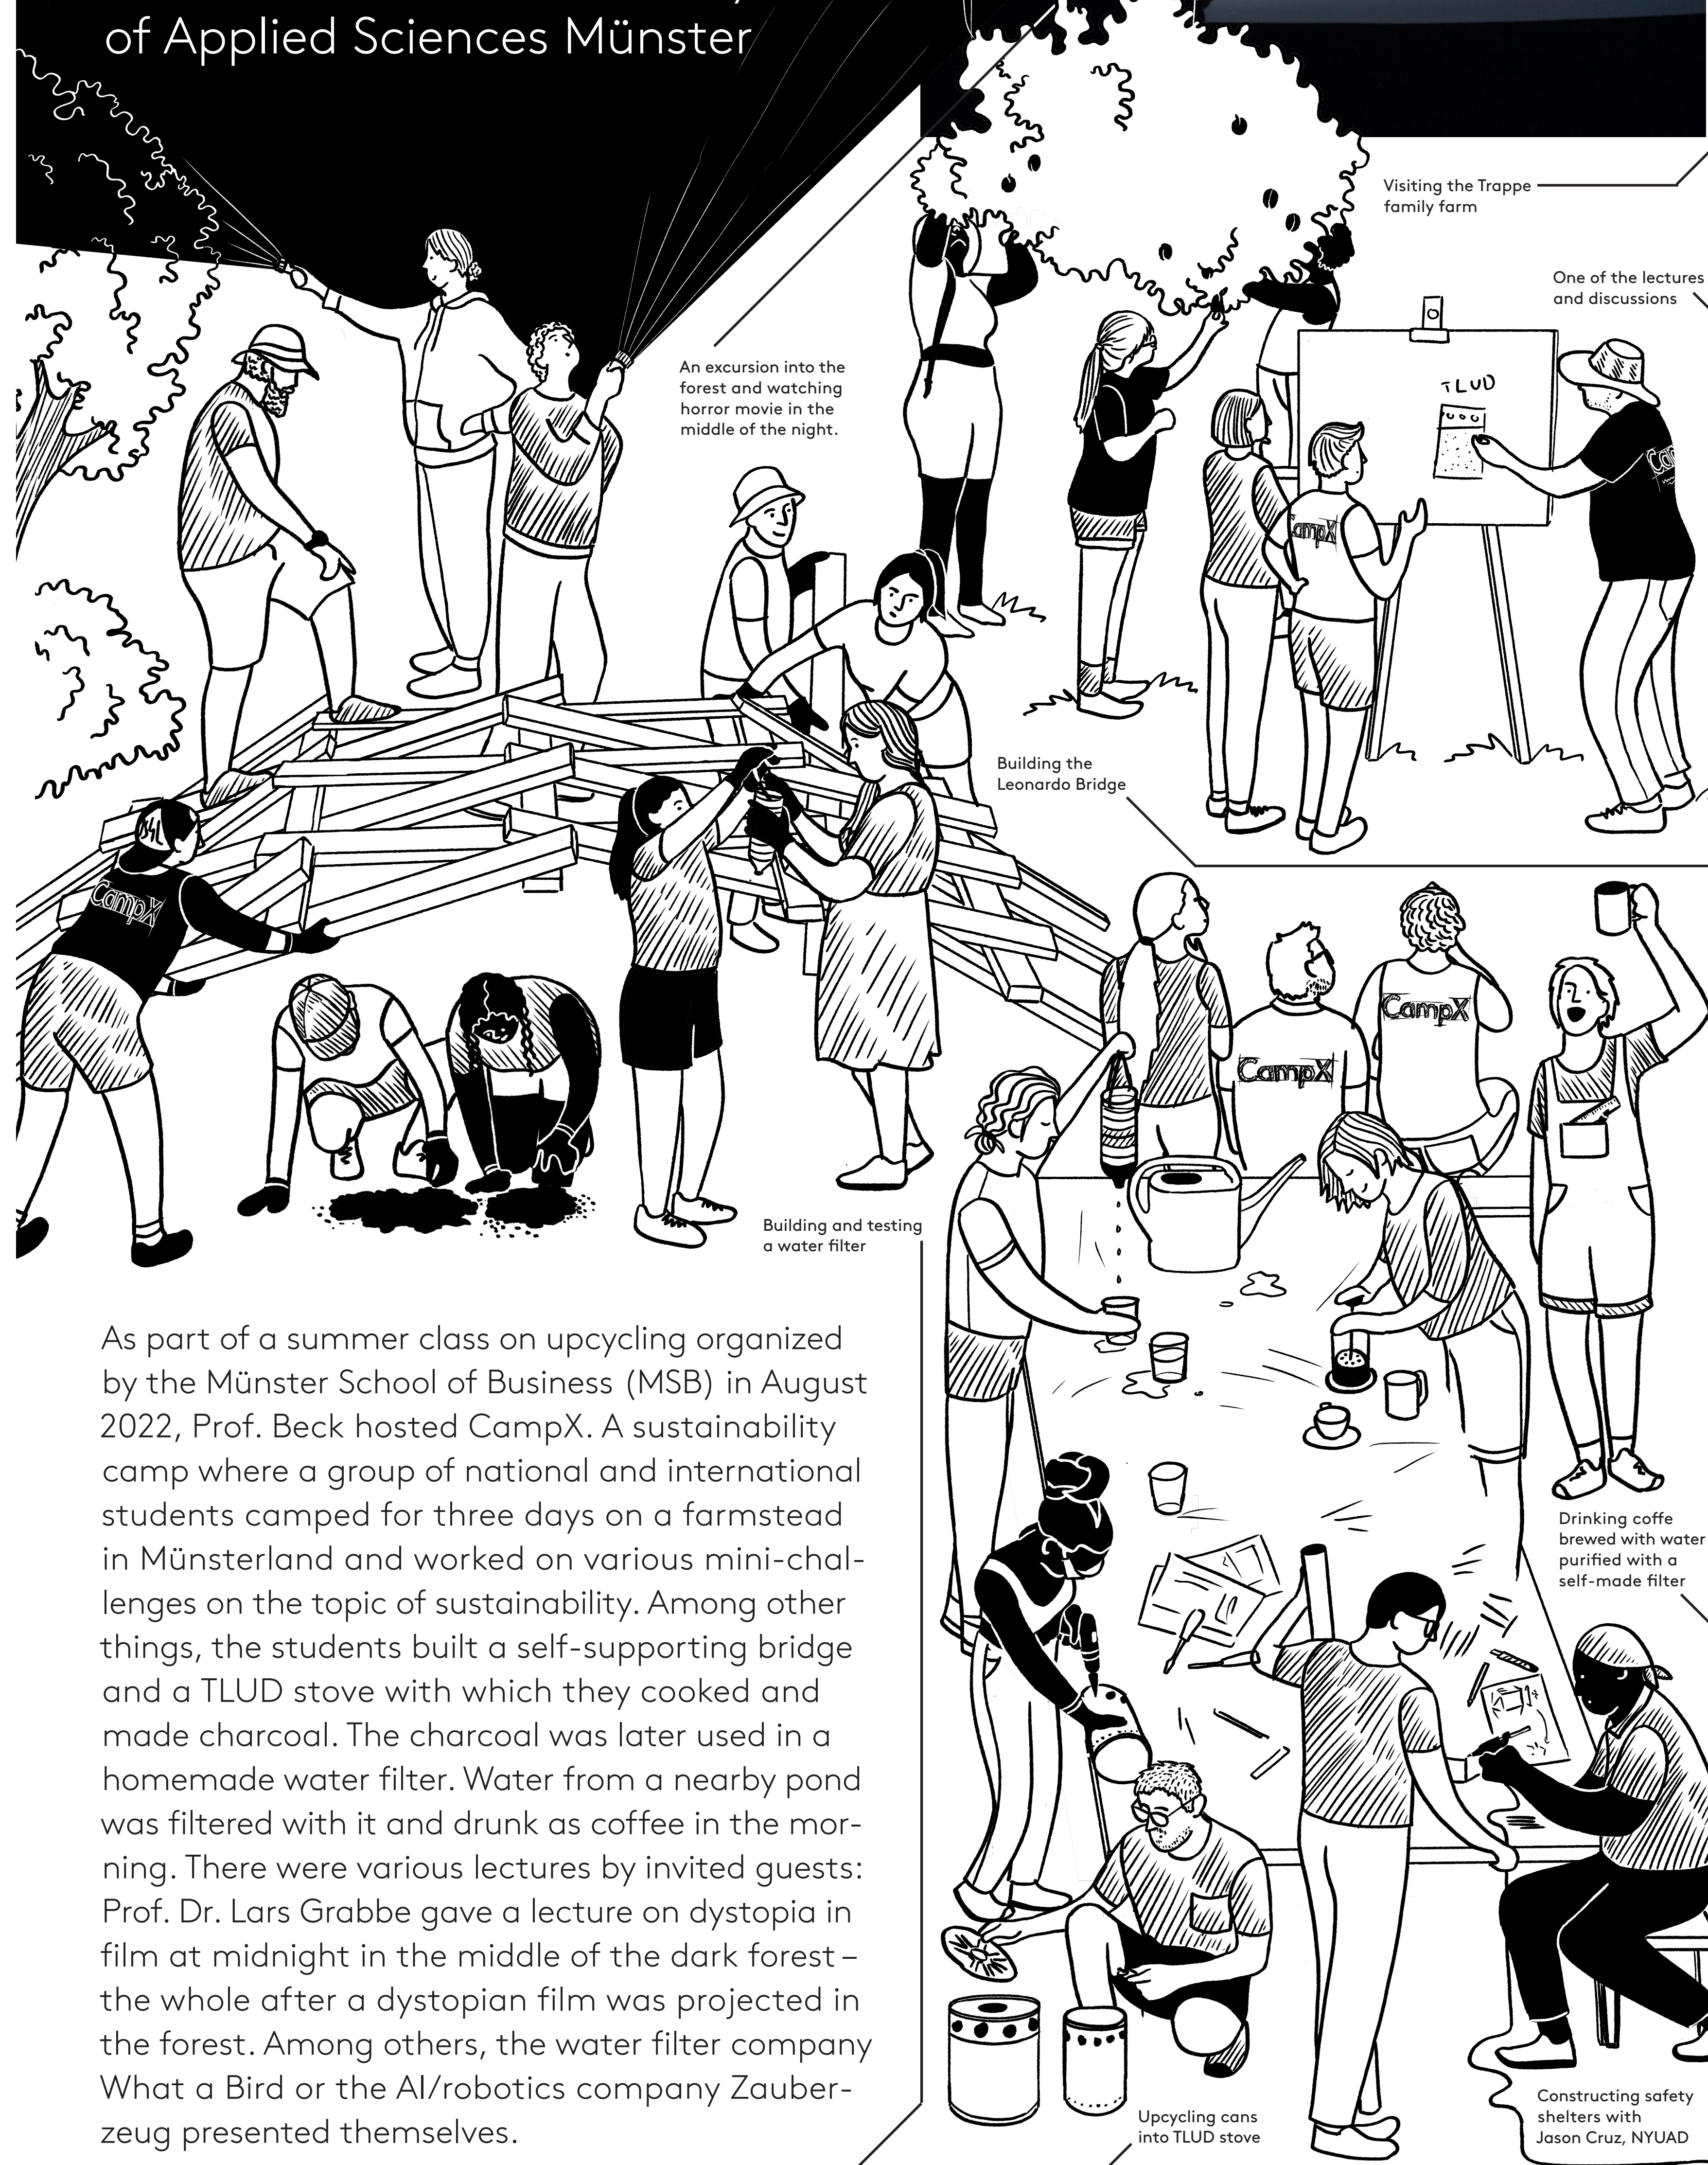 of Applied Sciences Münster
Visiting the Trappe
family farm
One of the lectures
and discussions
An excursion into the
forest and watching
horror movie in the
middle of the night.
TLUD
CampX
Building the
Leonardo Bridge
CampX
CampX
CampX
Building and testing
a water filter
As part of a summer class on upcycling organized
by the Münster School of Business (MSB) in August
2022, Prof. Beck hosted CampX. A sustainability
camp where a group of national and international
students camped for three days on a farmstead
in Münsterland and worked on various mini-chal-
lenges on the topic of sustainability. Among other
things, the students built a self-supporting bridge
and a TLUD stove with which they cooked and
made charcoal. The charcoal was later used in a
homemade water filter. Water from a nearby pond
was filtered with it and drunk as coffee in the mor-
ning. There were various lectures by invited guests:
Prof. Dr. Lars Grabbe gave a lecture on dystopia in
film at midnight in the middle of the dark forest –
the whole after a dystopian film was projected in
the forest. Among others, the water filter company
What a Bird or the AI/robotics company Zauber-
zeug presented themselves.
Drinking coffe
brewed with water
purified with a
self-made filter
Upcycling cans
into TLUD stove
Constructing safety
shelters with
Jason Cruz, NYUAD